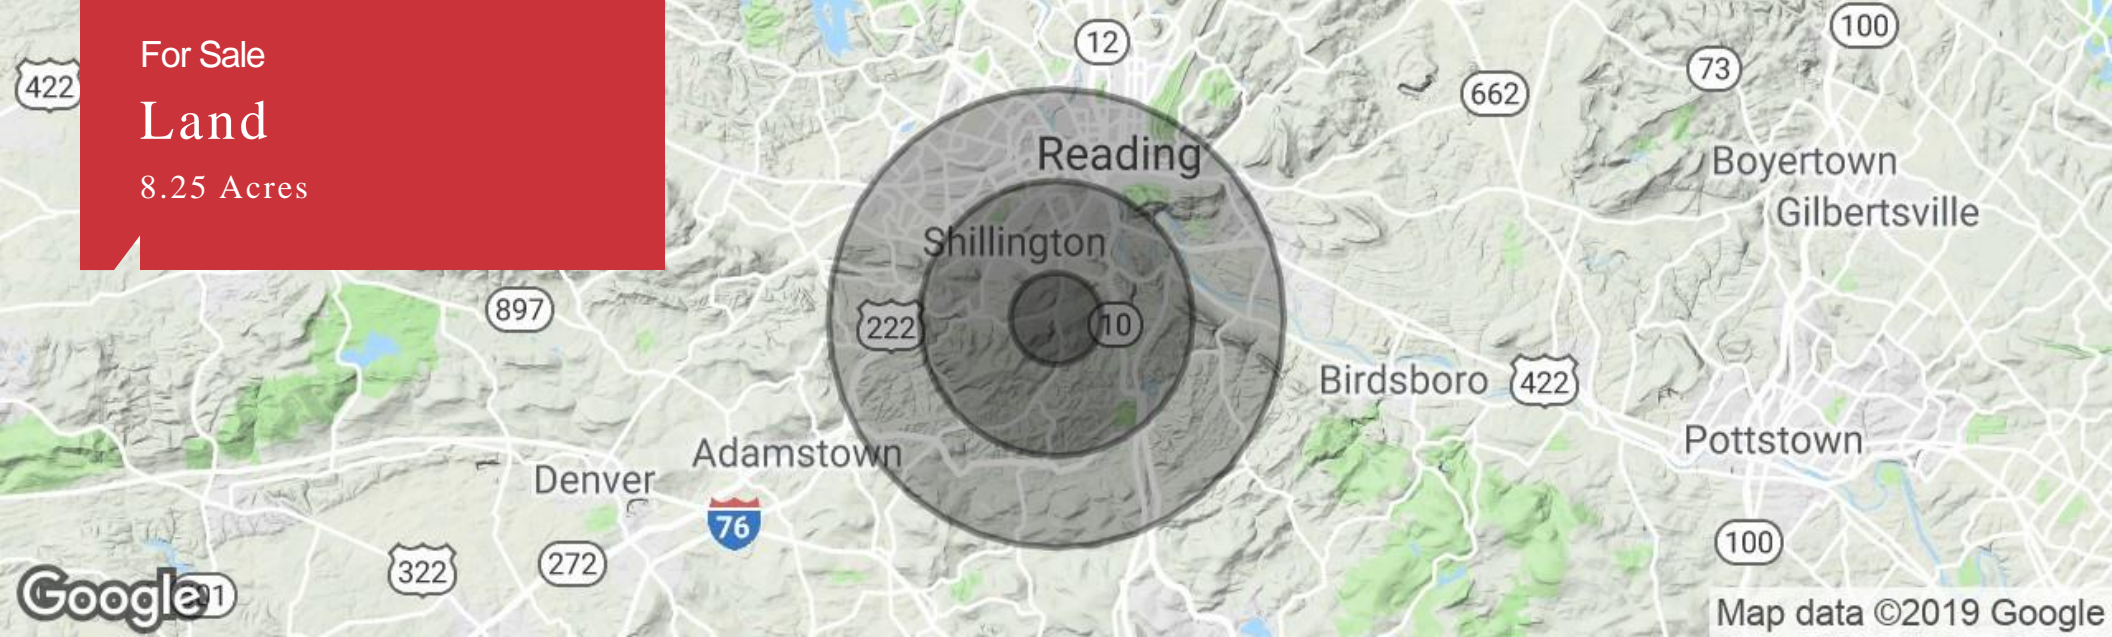 For Sale
Land
8.25 Acres
422
12
100
73
662
Reading
Boyertown
Gilbertsville
Shillington
897
222
10
Birdsboro
422
Adamstown
Pottstown
Denver
76
100
272
322
Google
Map data ©2019 Google